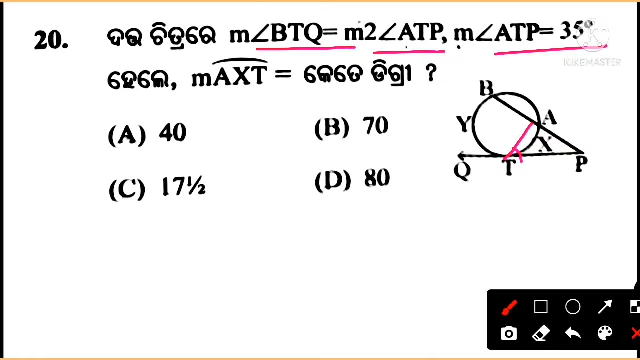 20. ଦତ୍ତ ଚିତ୍ରରେ m∠BTQ= m2∠ATP, m∠ATP= 35°
ହେଲେ, mAXT = କେତେ ଡିଗ୍ରୀ ?
(A) 40 (B) 70
(C) 17½ (D) 80
B
A
Y
X
Q T P
KINEMASTER